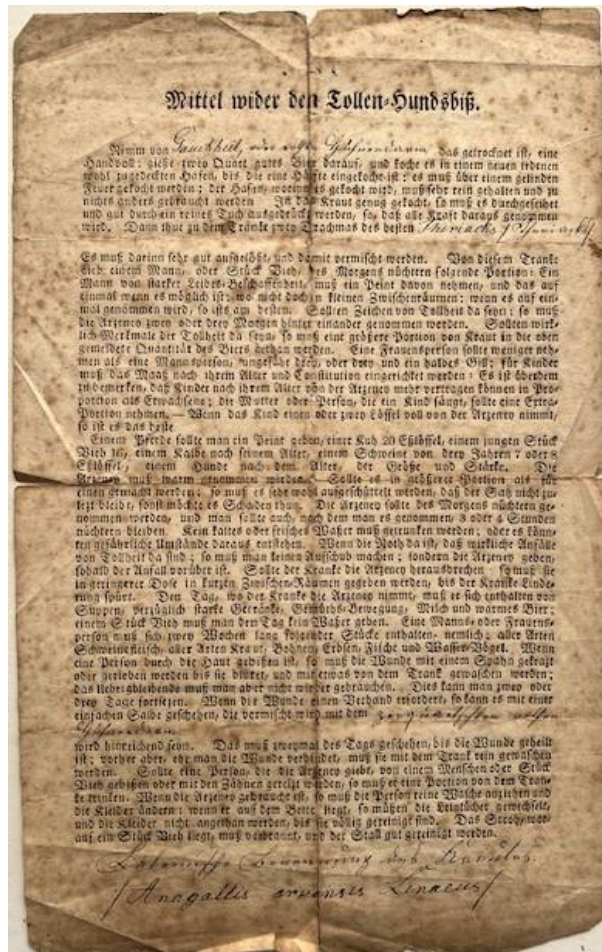 Mittel wider den Tollen-Hundsbiß.
Nimm von Gauchheil, oder rothen Hühnerdarm das getrocknet ist, eine
Handvoll: gieße zwey Quart gutes Bier darauf, und koche es in einem neuen irdenen
wohl zugedeckten Hafen, bis die eine Hälfte eingekocht ist; es muß über einem gelinden
Feuer gekocht werden; der Hafen, worinn es gekocht wird, muß sehr rein gehalten und zu
nichts anders gebraucht werden In das Kraut genug gekocht, so muß es durchgeseihet
und gut durch ein reines Tuch ausgedrückt werden, so, daß alle Kraft daraus genommen
wird. Dann thue zu dem Tranke zwey Drachmas des besten Theriacks
Es muß darinn sehr gut aufgelößt, und damit vermischt werden. Von diesem Tranke
Gieb einem Mann, oder Stück Vieh, des Morgens nüchtern folgende Portion: Ein
Mann von starker Leibes-Beschaffenheit, muß ein Peint davon nehmen, und das auf
einmal wenn es möglich ist; wo nicht doch in kleinen Zwischenräumen; wenn es auf ein-
mal genommen wird, so ist es am besten. Sollten Zeichen von Tollheit da seyn; so muß
die Arzeney zwey oder drey Morgen hinter einander genommen werden. Sollten wirk-
lich Merkmale der Tollheit da seyn, so muß eine größere Portion von Kraut in die oben
gemeldete Quantität des Biers gethan werden. Eine Frauensperson sollte weniger neh-
men als eine Mannsperson, ungefähr drey, oder drey und ein halbes Gill; für Kinder
muß das Maaß nach ihrem Alter und Constitution eingerichtet werden: Es ist überdem
zu bemerken, daß Kinder nach ihrem Alter von der Arzeney mehr vertragen können in Pro-
portion als Erwachsene; die Mutter oder Person, die ein Kind säugt, sollte eine Extra-
Portion nehmen. — Wenn das Kind einen oder zwey Löffel voll von der Arzeney nimmt,
so ist es das beste
Einem Pferde sollte man ein Peint geben, einer Kuh 20 Eßlöffel, einem jungen Stück
Vieh 16, einem Kalbe nach seinem Alter, einem Schweine von drey Jahren 7 oder 8
Eßlöffel, einem Hunde nach dem Alter, der Größe und Stärke. Die
Arzeney muß warm genommen werden. Sollte es in größerer Portion als für
einen gemacht werden; so muß es sehr wohl aufgeschüttelt werden, daß der Satz nicht zu-
lezt bleibt, sonst möchte es Schaden thun. Die Arzeney sollte des Morgens nüchtern ge-
nommen werden, und man sollte auch, nach dem man es genommen, 3 oder 4 Stunden
nüchtern bleiben. Kein kaltes oder frisches Waßer muß getrunken werden; oder es könn-
ten gefährliche Umstände daraus entstehen. Wenn die Noth da ist, daß wirkliche Anfälle
von Tollheit da sind; so muß man keinen Aufschub machen; sondern die Arzeney geben,
sobald der Anfall vorüber ist. Sollte der Kranke die Arzeney herausbrechen so muß sie
in geringerer Dose in kurzen Zwischen-Räumen gegeben werden, bis der Kranke Linde-
rung spürt. Den Tag, wo der Kranke die Arzeney nimmt, muß er sich enthalten von
Suppen, vorzüglich starke Getränke, Gemüths-Bewegung, Milch und warmes Bier;
einem Stück Vieh muß man den Tag kein Waßer geben. Eine Manns- oder Frauens-
person muß sich zwey Wochen lang folgender Stücke enthalten, nemlich; aller Arten
Schweinefleisch, aller Arten Kraut, Bohnen, Erbsen, Fische und Wasser-Vögel. Wenn
eine Person durch die Haut gebißen ist, so muß die Wunde mit einem Spahn gekrazt
oder gerieben werden bis sie blutet, und mit etwas von dem Trank gewaschen werden;
das Uebrigbleibende muß man aber nicht wieder gebrauchen. Dies kann man zwey oder
drey Tage fortsezen. Wenn die Wunde einen Verband erfordert, so kann es mit einer
einfachen Salbe geschehen, die vermischt wird mit dem zerquetschten rothen
Hühnerdarm
wird hinreichend seyn. Das muß zweymal des Tags geschehen, bis die Wunde geheilt
ist; vorher aber, ehr man die Wunde verbindet, muß sie mit dem Trank rein gewaschen
werden. Sollte eine Person, die die Arzeney giebt, von einem Menschen oder Stück
Vieh gebißen oder mit den Zähnen gerizt werden, so muß er eine Portion von dem Tran-
ke trinken. Wenn die Arzeney gebraucht ist, so muß die Person reine Wäsche anziehen und
die Kleider ändern; wenn er auf dem Bette liegt, so müßen die Leintücher gewechselt,
und die Kleider nicht angethan werden, bis sie völlig gereinigt sind. Das Stroh, wor-
auf ein Stück Vieh liegt, muß verbrannt, und der Stall gut gereinigt werden.
Lateinische Benennung des Krautes.
/Anagallis arvensis Linaeus/